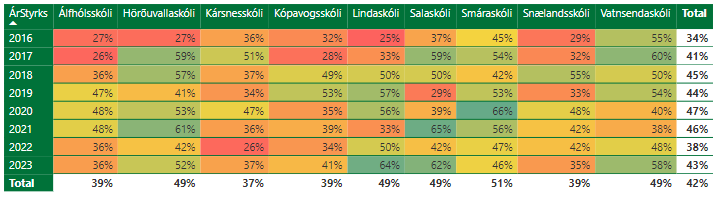 ÁrStyrks Álfhólsskóli Hörðuvallaskóli Kársnesskóli Kópavogsskóli Lindaskóli Salaskóli Smáraskóli Snælandsskóli Vatnsendaskóli Total
2016 27% 27% 36% 32% 25% 37% 45% 29% 55% 34%
2017 26% 59% 51% 28% 33% 59% 54% 32% 60% 41%
2018 36% 57% 37% 49% 50% 50% 42% 55% 50% 45%
2019 47% 41% 34% 53% 57% 29% 53% 33% 54% 44%
2020 48% 53% 47% 35% 56% 39% 66% 48% 40% 47%
2021 48% 61% 36% 39% 33% 65% 56% 42% 38% 46%
2022 36% 42% 26% 34% 50% 42% 47% 42% 48% 38%
2023 36% 52% 37% 41% 64% 62% 46% 35% 58% 43%
Total 39% 49% 37% 39% 49% 49% 51% 39% 49% 42%